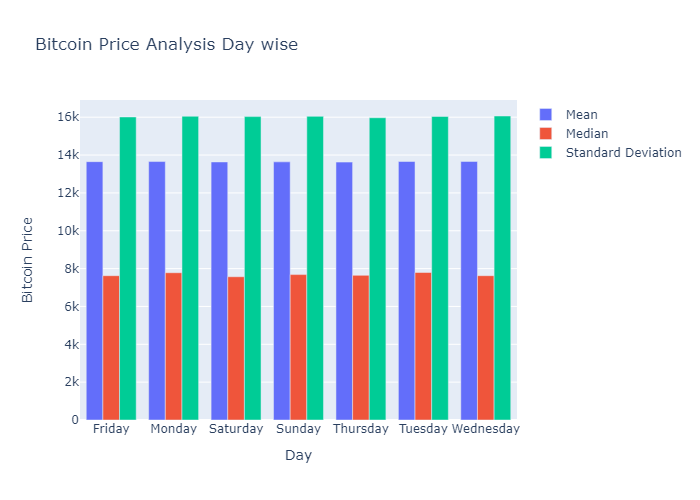 Bitcoin Price Analysis Day wise
16k
14k
12k
10k
8k
6k
4k
2k
0
Bitcoin Price
Friday Monday Saturday Sunday Thursday Tuesday Wednesday
Day
Mean
Median
Standard Deviation